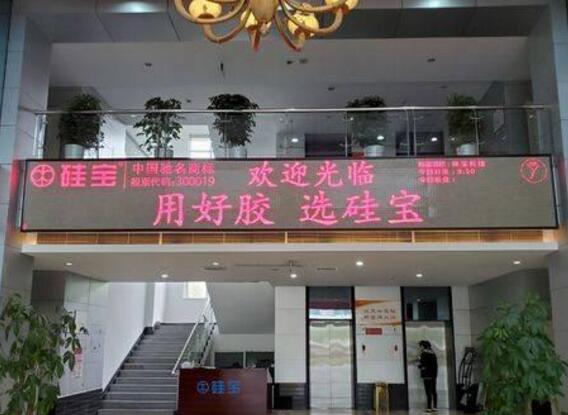 硅宝
中国驰名商标
股票代码:300019
欢迎光临
用好胶 选硅宝
硅宝